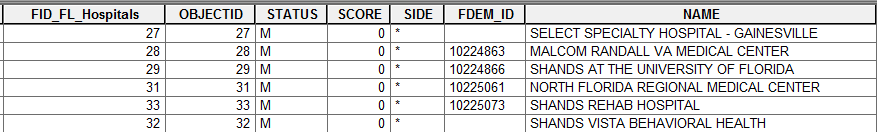 FID_FL_Hospitals OBJECTID STATUS SCORE SIDE FDEM_ID NAME
27 27 M 0 * SELECT SPECIALTY HOSPITAL - GAINESVILLE
28 28 M 0 * 10224863 MALCOM RANDALL VA MEDICAL CENTER
29 29 M 0 * 10224866 SHANDS AT THE UNIVERSITY OF FLORIDA
31 31 M 0 * 10225061 NORTH FLORIDA REGIONAL MEDICAL CENTER
33 33 M 0 * 10225073 SHANDS REHAB HOSPITAL
32 32 M 0 * SHANDS VISTA BEHAVIORAL HEALTH